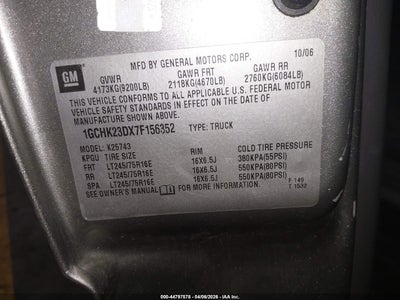 GM
MFD BY GENERAL MOTORS CORP. 10/06
GVWR GAWR FRT GAWR RR
4173KG(9200LB) 2118KG(4670LB) 2760KG(6084LB)
THIS VEHICLE CONFORMS TO ALL APPLICABLE U.S. FEDERAL MOTOR
VEHICLE SAFETY STANDARDS IN EFFECT ON THE DATE OF
MANUFACTURE SHOWN ABOVE.
1GCHK23DX7F156352 TYPE: TRUCK
MODEL: K25743
KPGU TIRE SIZE RIM COLD TIRE PRESSURE
FRT LT245/75R16E 16X6.5J 380KPA(55PSI)
RR LT245/75R16E 16X6.5J 550KPA(80PSI)
SPA LT245/75R16E 16X6.5J 550KPA(80PSI)
SEE OWNER'S MANUAL FOR MORE INFORMATION.
F 149
T 1532
000-44797578 - 04/06/2026 - IAA Inc.